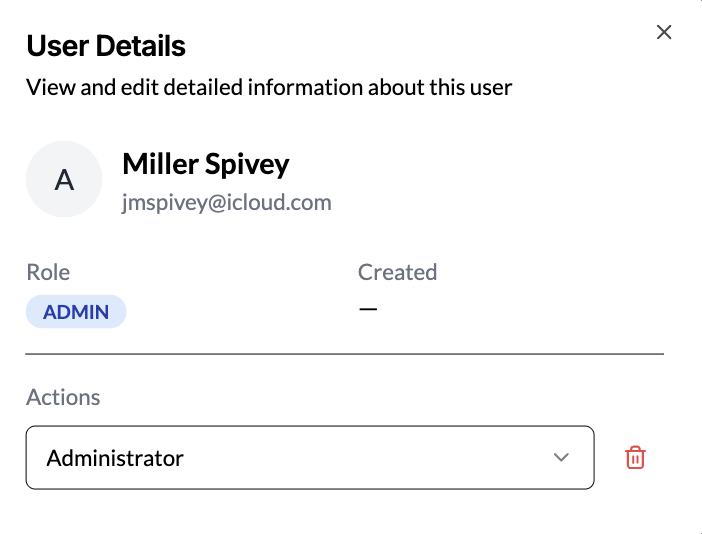 User Details
View and edit detailed information about this user
A
Miller Spivey
jmspivey@icloud.com
Role
Created
ADMIN
—
Actions
Administrator